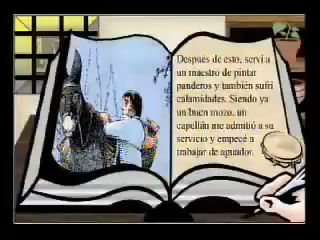 Después de esto, serví a
un maestro de pintar
panderos y también sufrí
calamidades. Siendo ya
un buen mozo, un
capellán me admitió a su
servicio y empecé a
trabajar de aguador.